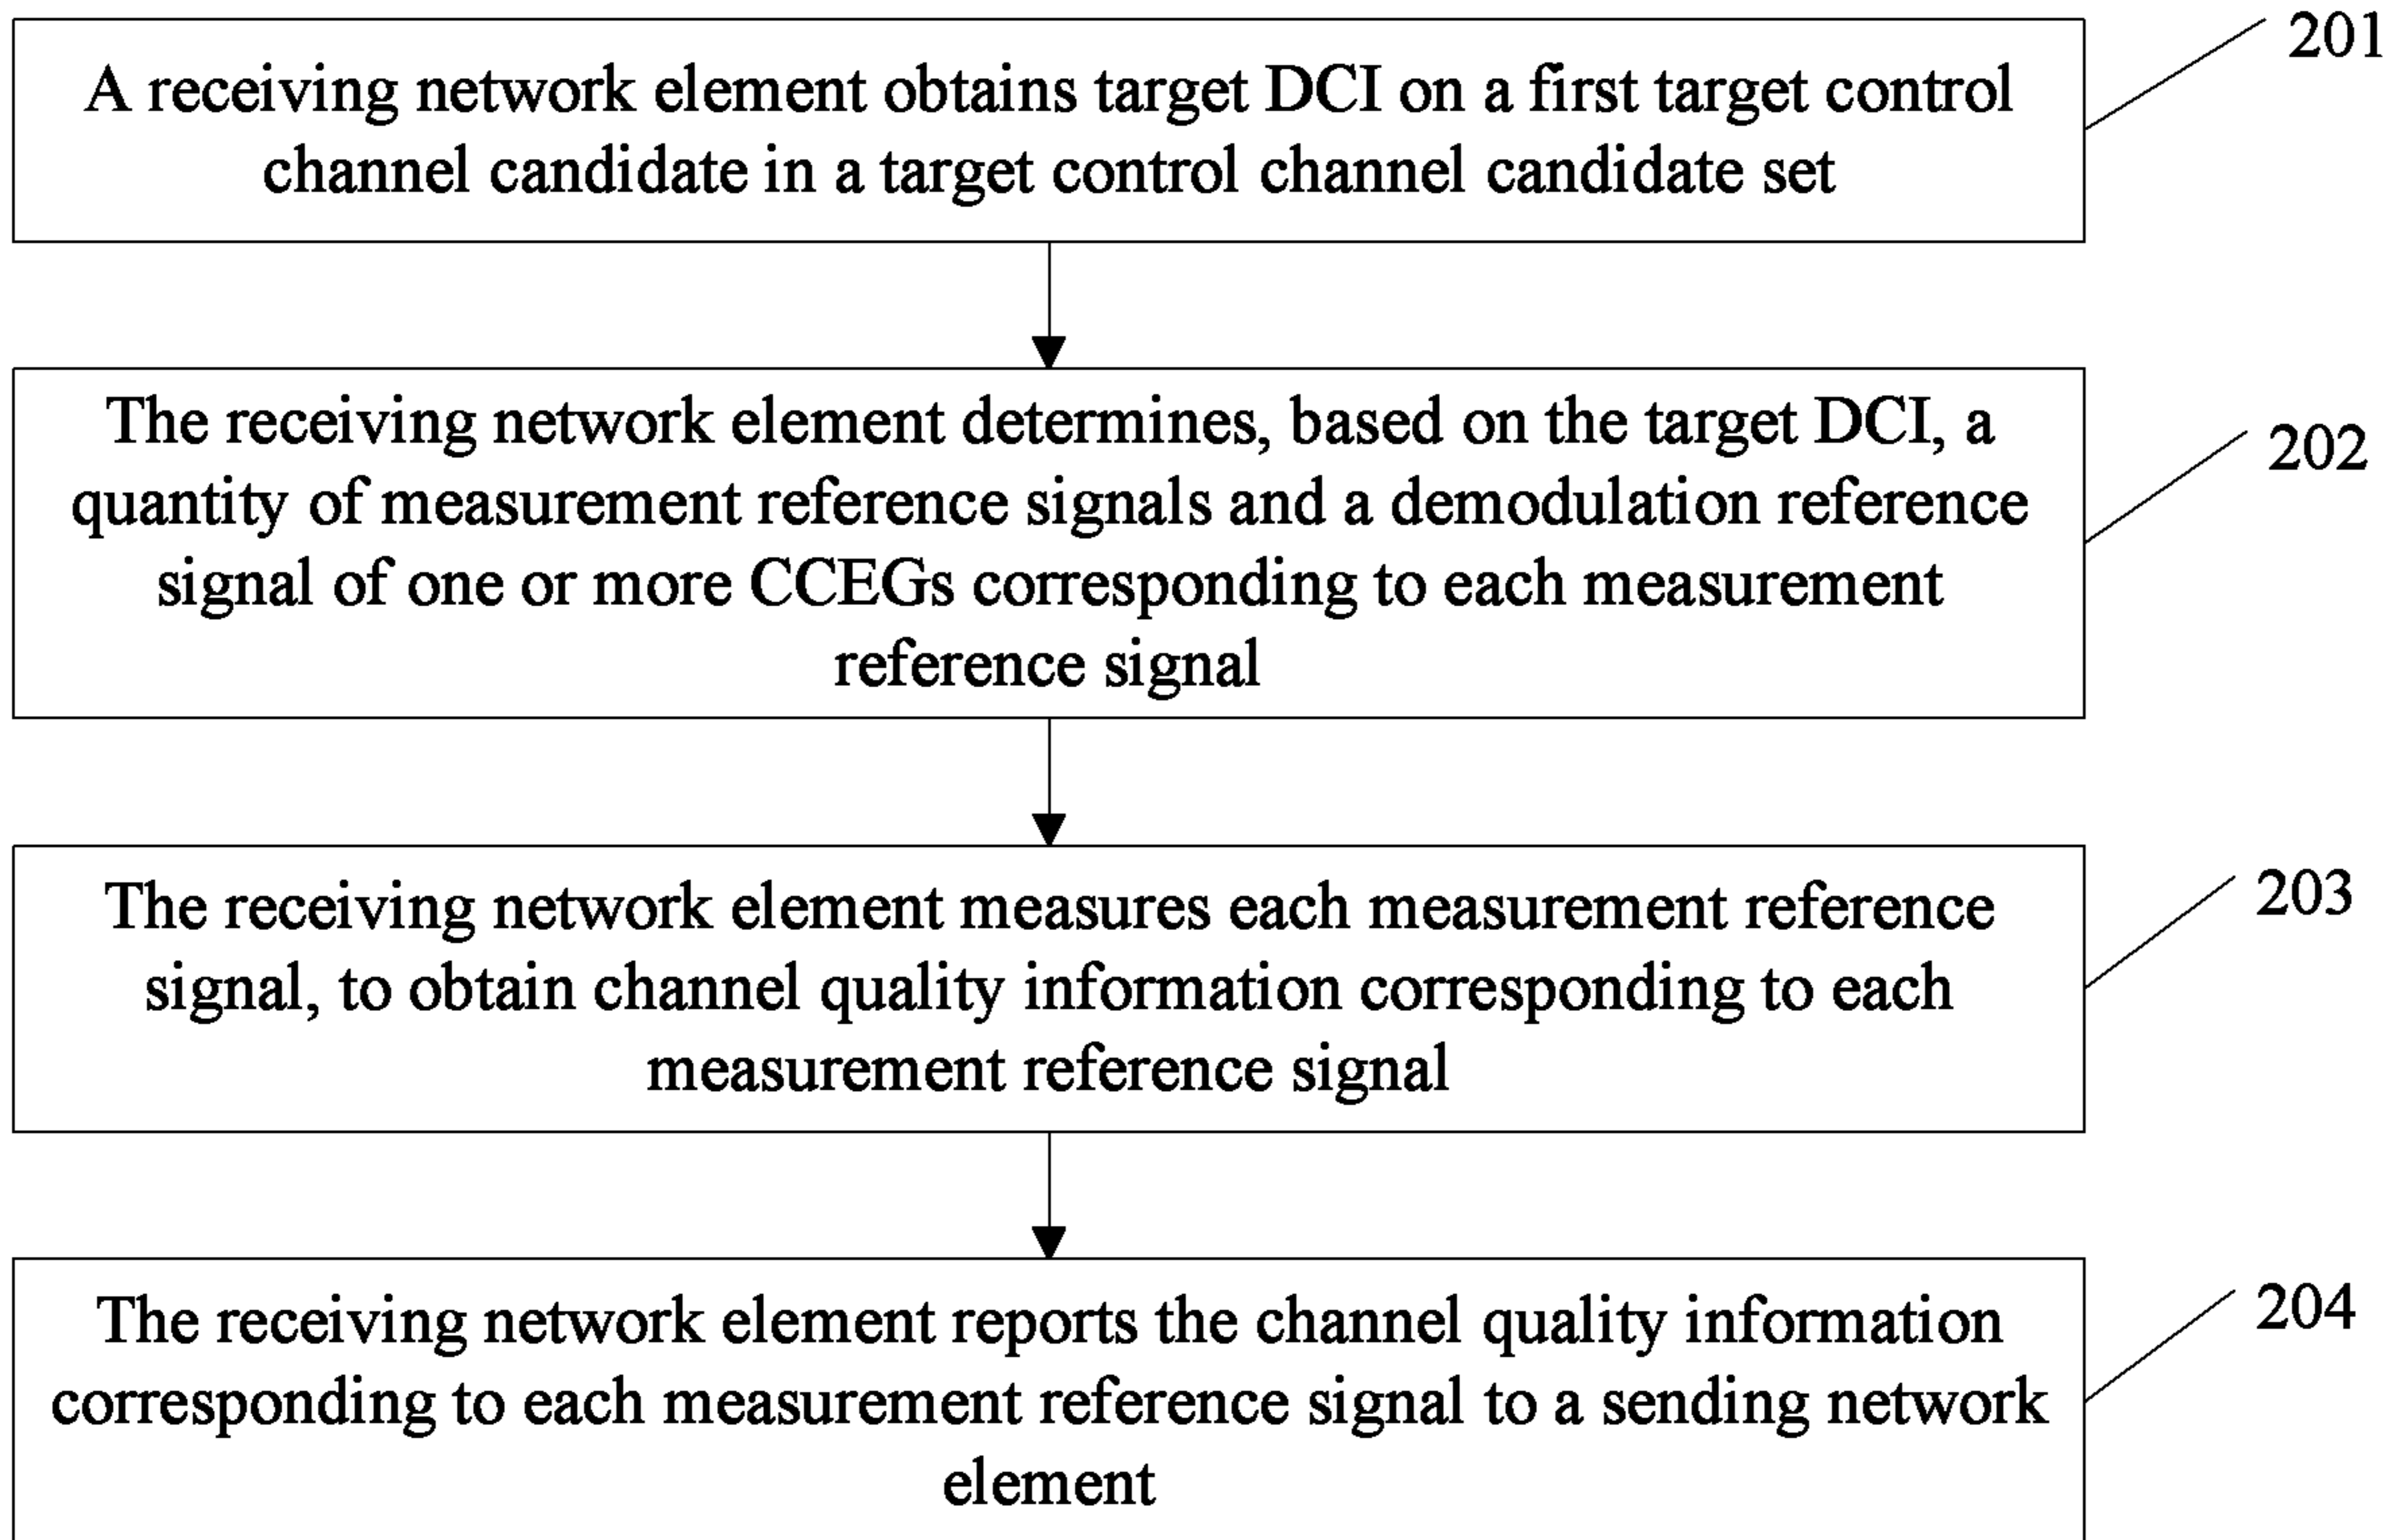 A receiving network element obtains target DCI on a first target control
channel candidate in a target control channel candidate set
201
The receiving network element determines, based on the target DCI, a
quantity of measurement reference signals and a demodulation reference
signal of one or more CCEGs corresponding to each measurement
reference signal
202
The receiving network element measures each measurement reference
signal, to obtain channel quality information corresponding to each
measurement reference signal
203
The receiving network element reports the channel quality information
corresponding to each measurement reference signal to a sending network
element
204